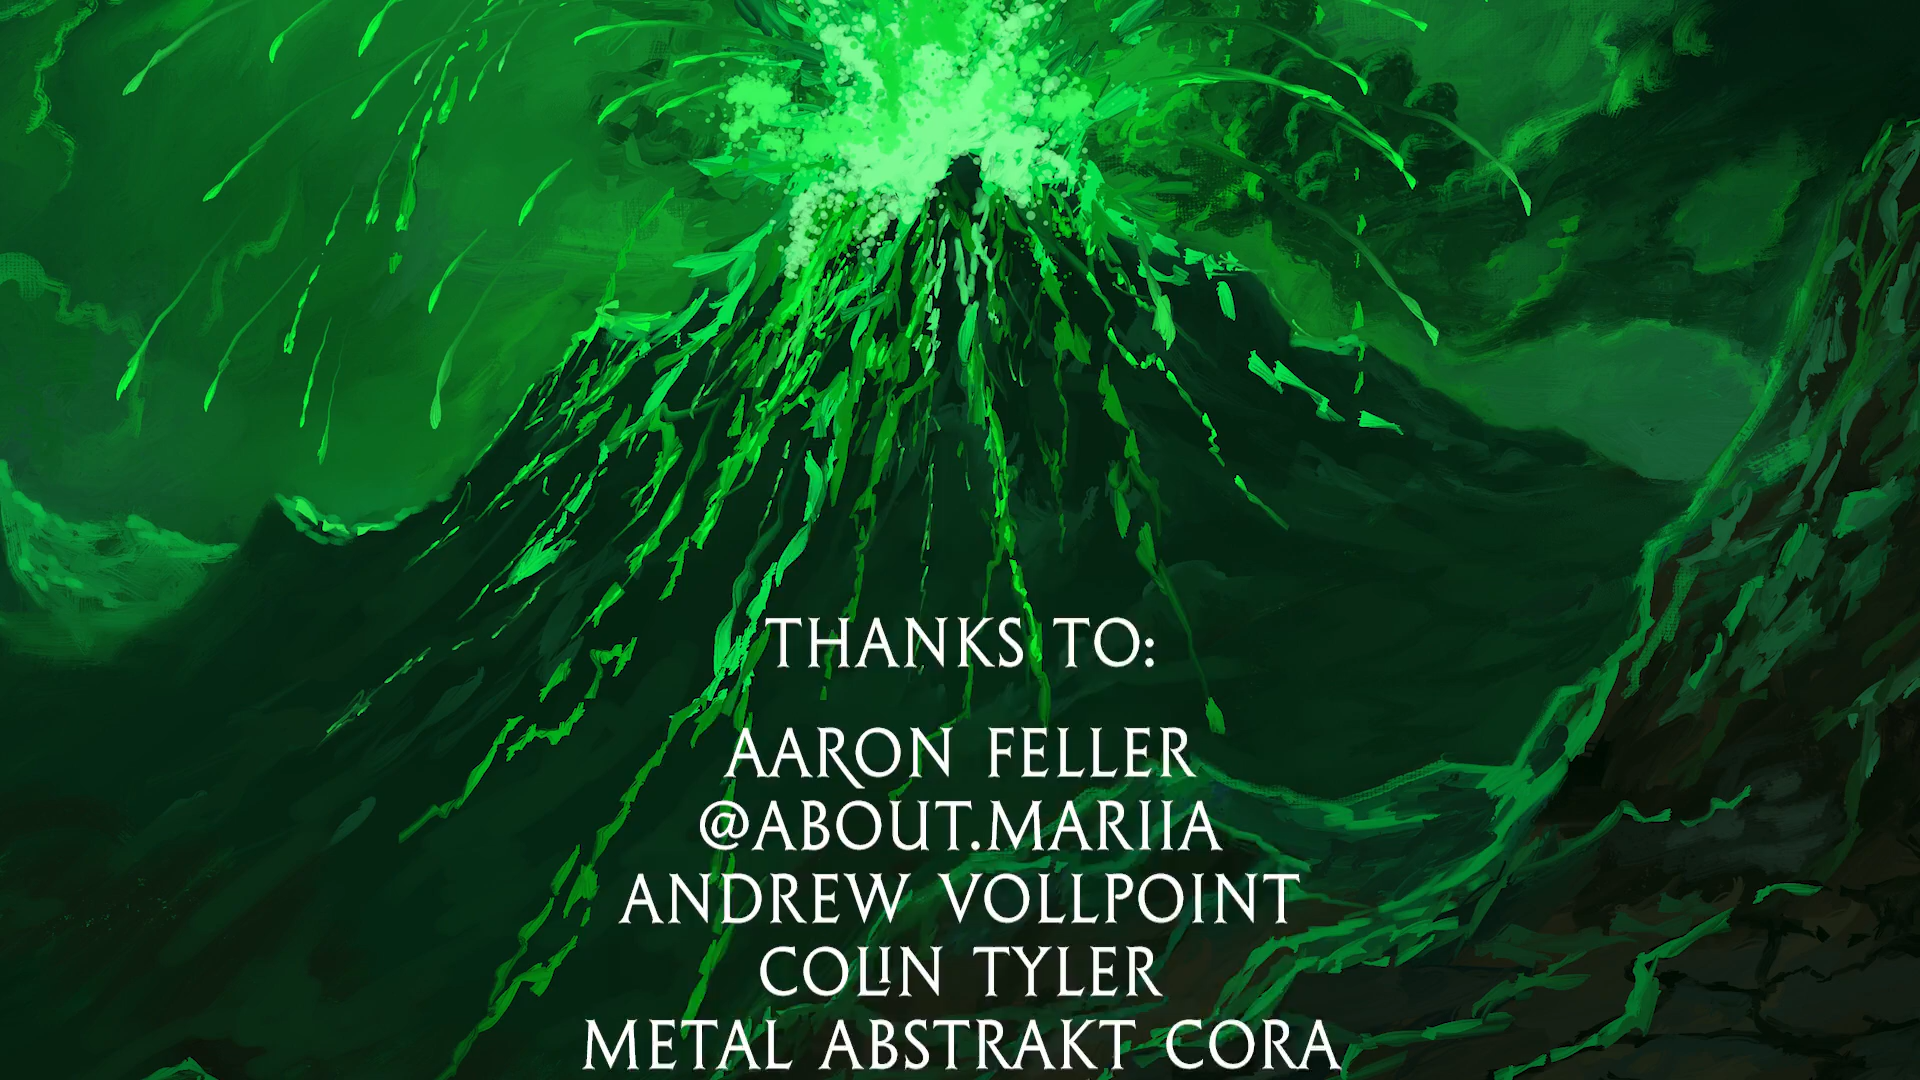 THANKS TO:
AARON FELLER
@ABOUT.MARIIA
ANDREW VOLLPOINT
COLIN TYLER
METAL ABSTRAKT CORA